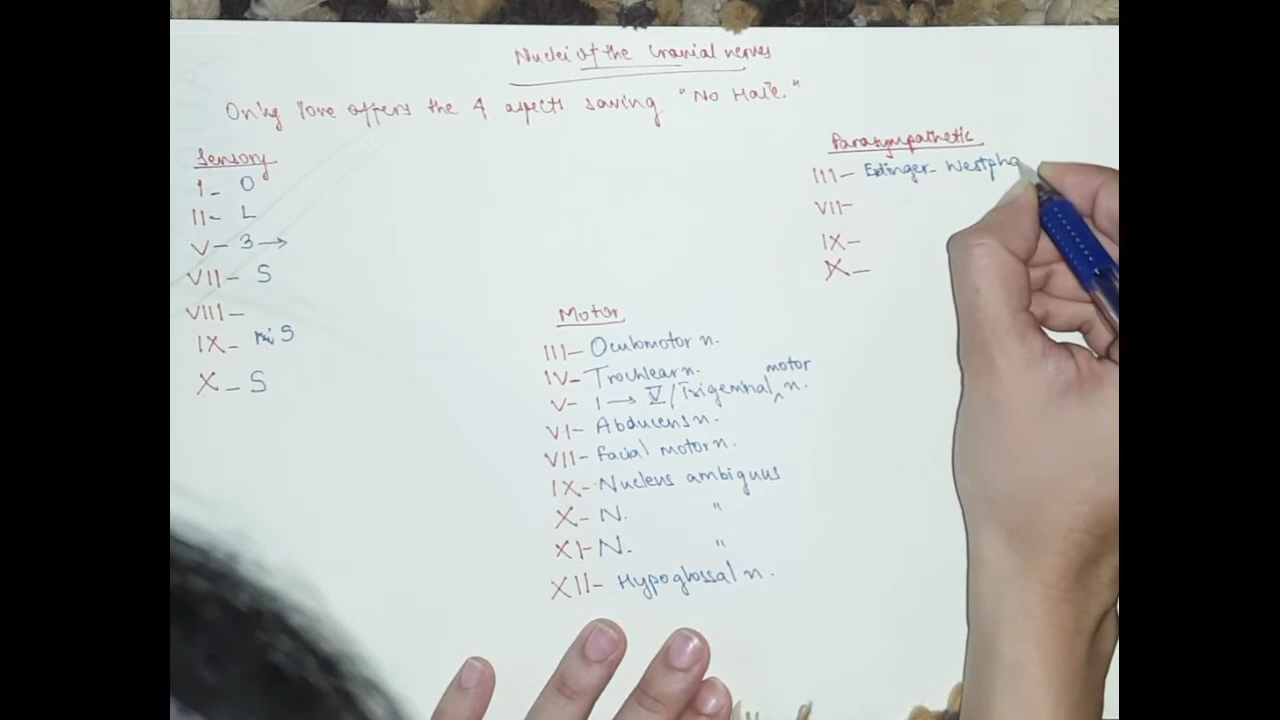 Nuclei of the Cranial nerves
Only love offers the 4 aspects saving "No Hate."
Sensory
I- O
II- L
V- 3 →
VII- S
VIII-
IX- S
X- S
Motor
III- Oculomotor n.
IV- Trochlear n.
V- 1 → V/Trigeminal motor n.
VI- Abducens n.
VII- Facial motor n.
IX- Nucleus ambiguus
X- N. "
XI- N. "
XII- Hypoglossal n.
Parasympathetic
III- Edinger- Westpha
VII-
IX-
X-